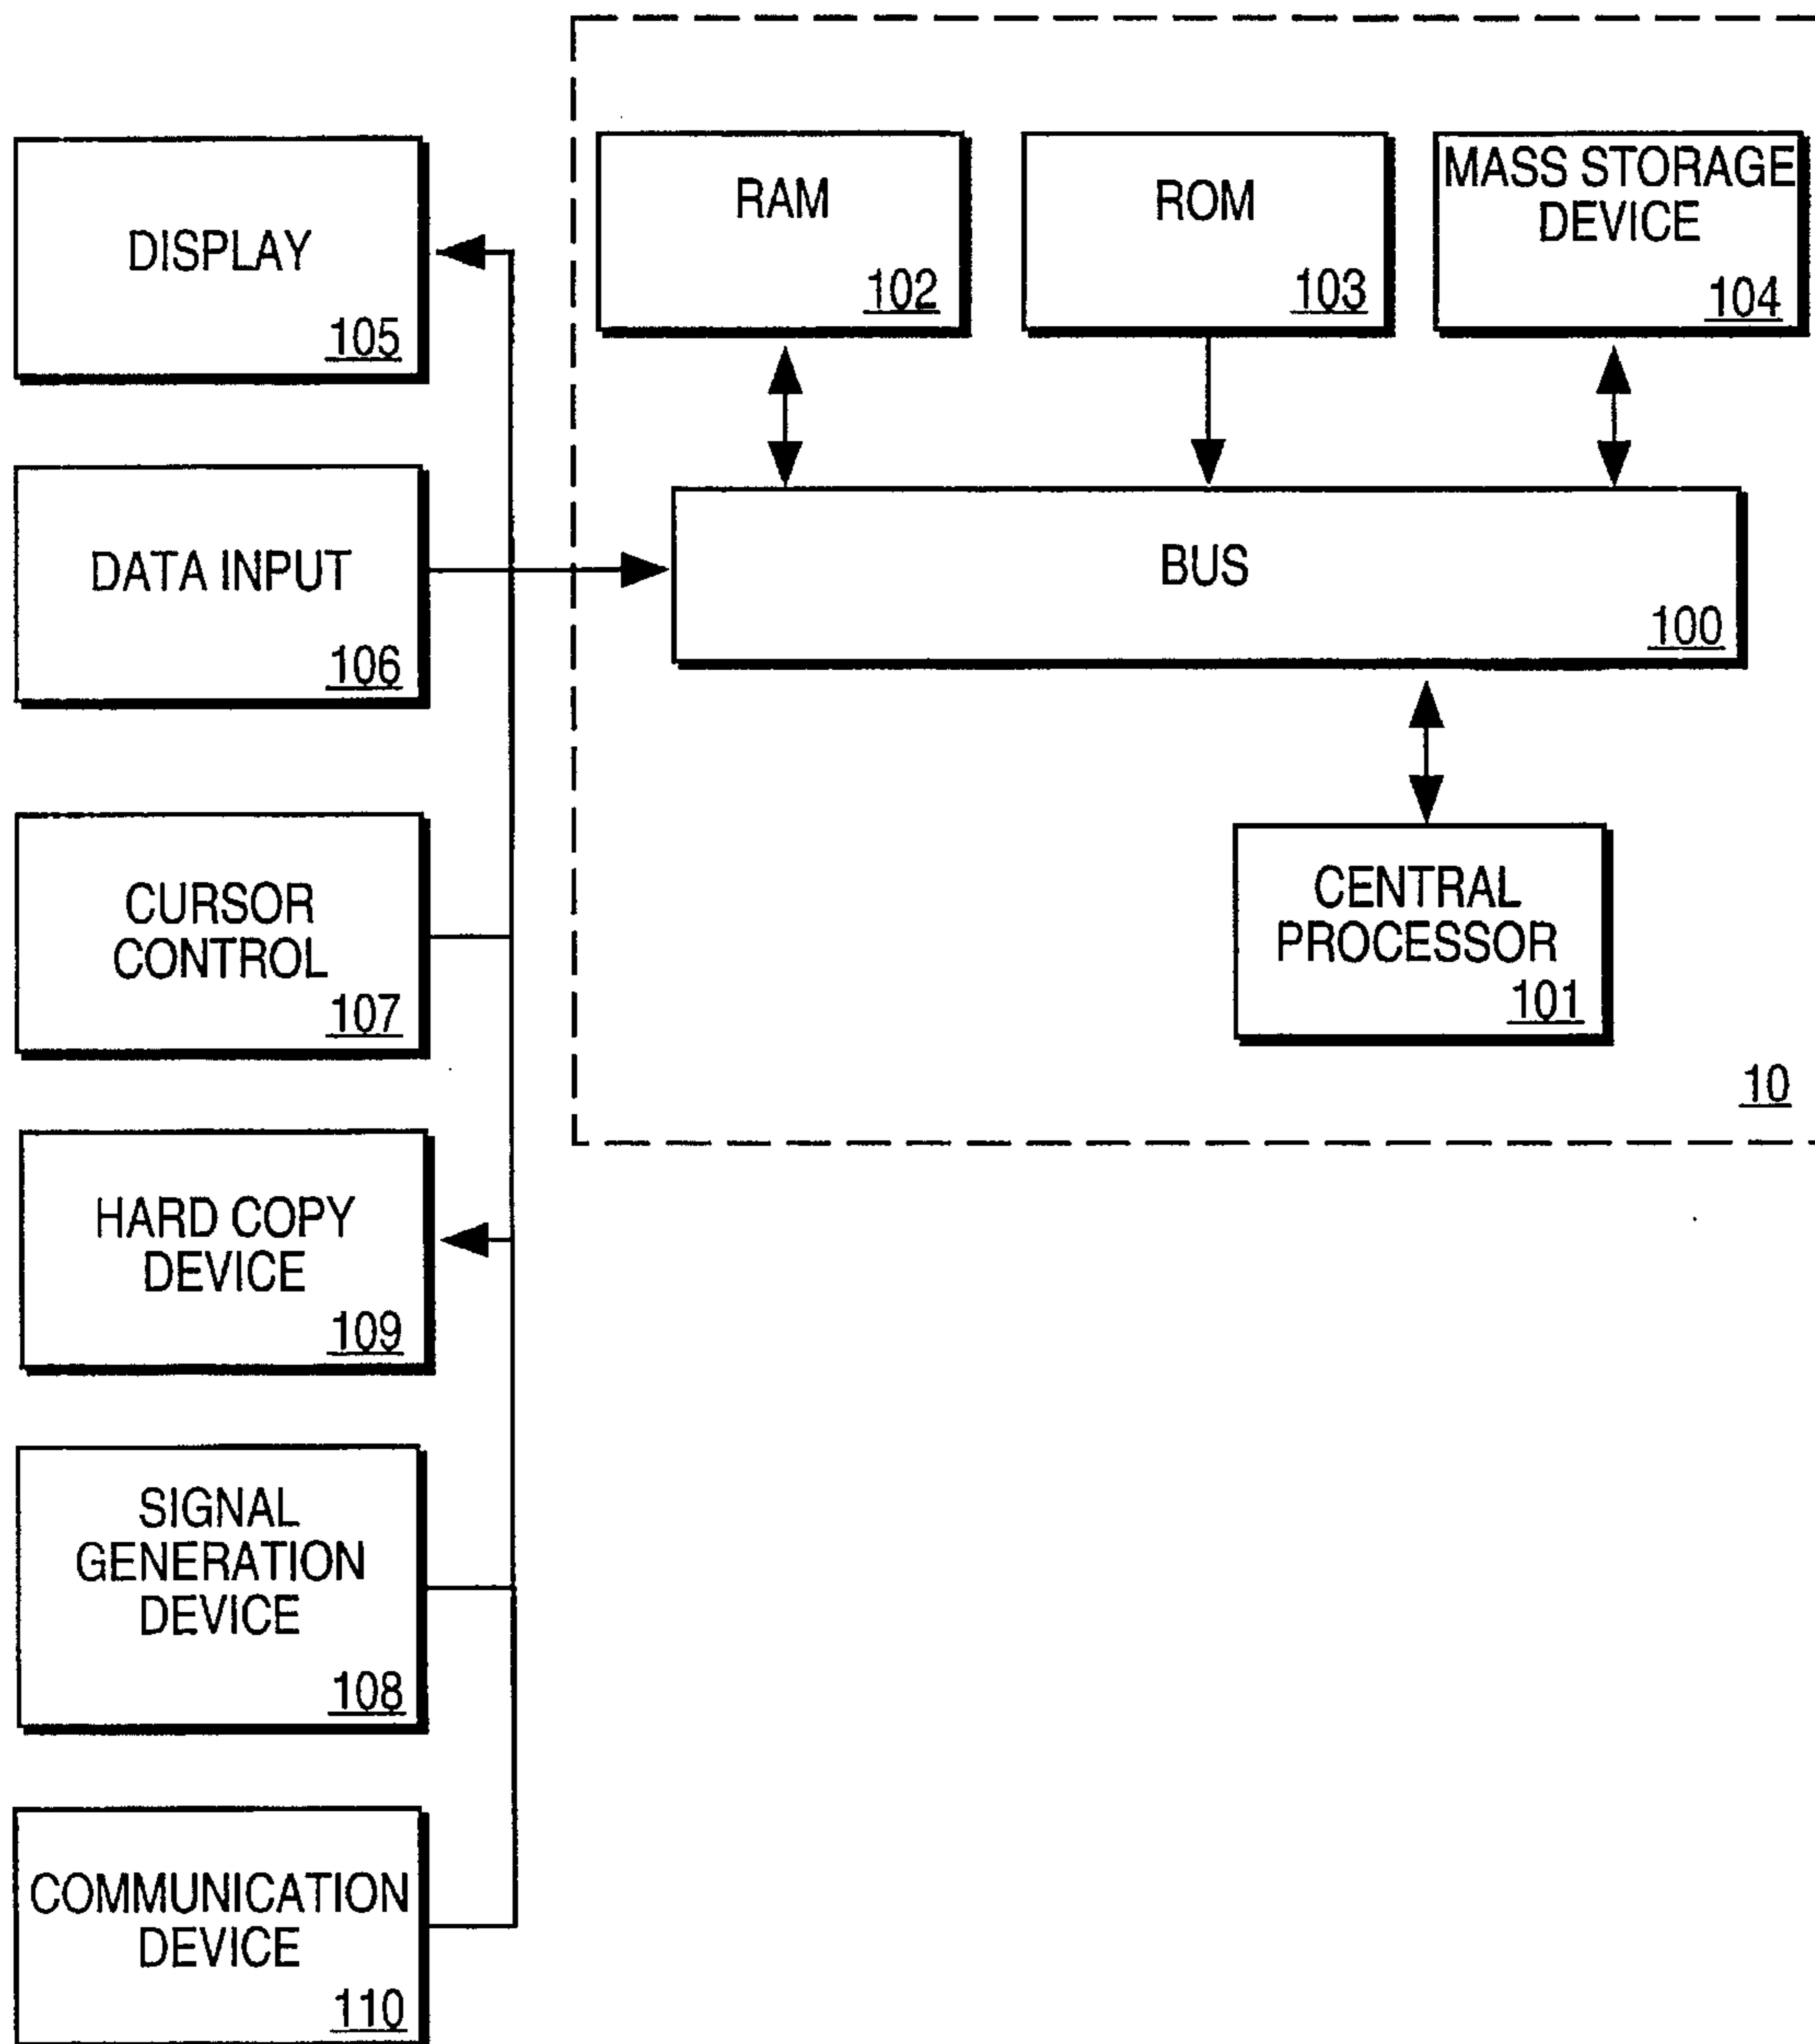 DISPLAY
105
DATA INPUT
106
CURSOR
CONTROL
107
HARD COPY
DEVICE
109
SIGNAL
GENERATION
DEVICE
108
COMMUNICATION
DEVICE
110
RAM
102
ROM
103
MASS STORAGE
DEVICE
104
BUS
100
CENTRAL
PROCESSOR
101
10